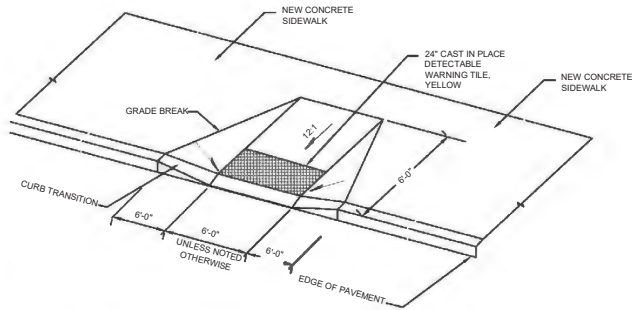 NEW CONCRETE
SIDEWALK
24" CAST IN PLACE
DETECTABLE
WARNING TILE,
YELLOW
NEW CONCRETE
SIDEWALK
GRADE BREAK
12:1
6'-0"
CURB TRANSITION
6'-0"
6'-0"
UNLESS NOTED
OTHERWISE
6'-0"
EDGE OF PAVEMENT